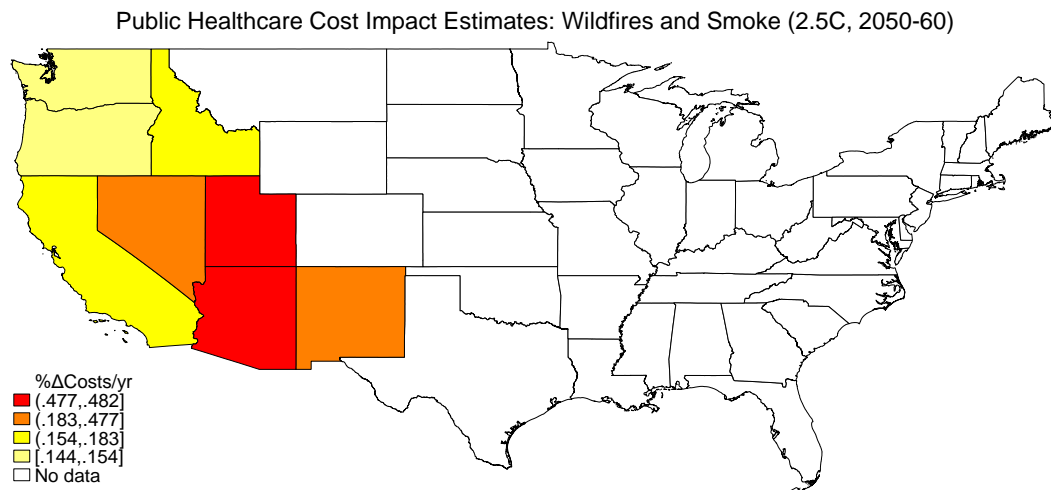 Public Healthcare Cost Impact Estimates: Wildfires and Smoke (2.5C, 2050-60)
%ΔCosts/yr
(.477,.482]
(.183,.477]
(.154,.183]
[.144,.154]
No data